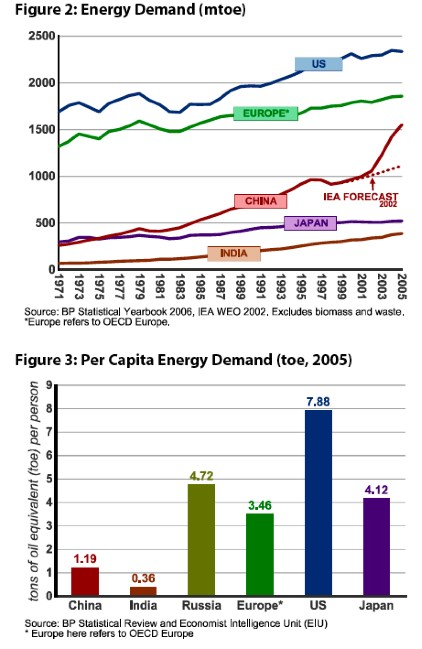 Figure 2: Energy Demand (mtoe)
2500
2000
1500
1000
500
0
US
EUROPE*
CHINA
IEA FORECAST
2002
JAPAN
INDIA
1971 1973 1975 1977 1979 1981 1983 1985 1987 1989 1991 1993 1995 1997 1999 2001 2003 2005
Source: BP Statistical Yearbook 2006, IEA WEO 2002, Excludes biomass and waste.
*Europe refers to OECD Europe.
Figure 3: Per Capita Energy Demand (toe, 2005)
tons of oil equivalent (toe) per person
9
8
7
6
5
4
3
2
1
0
1.19
0.36
4.72
3.46
7.88
4.12
China India Russia Europe* US Japan
Source: BP Statistical Review and Economist Intelligence Unit (EIU)
* Europe here refers to OECD Europe